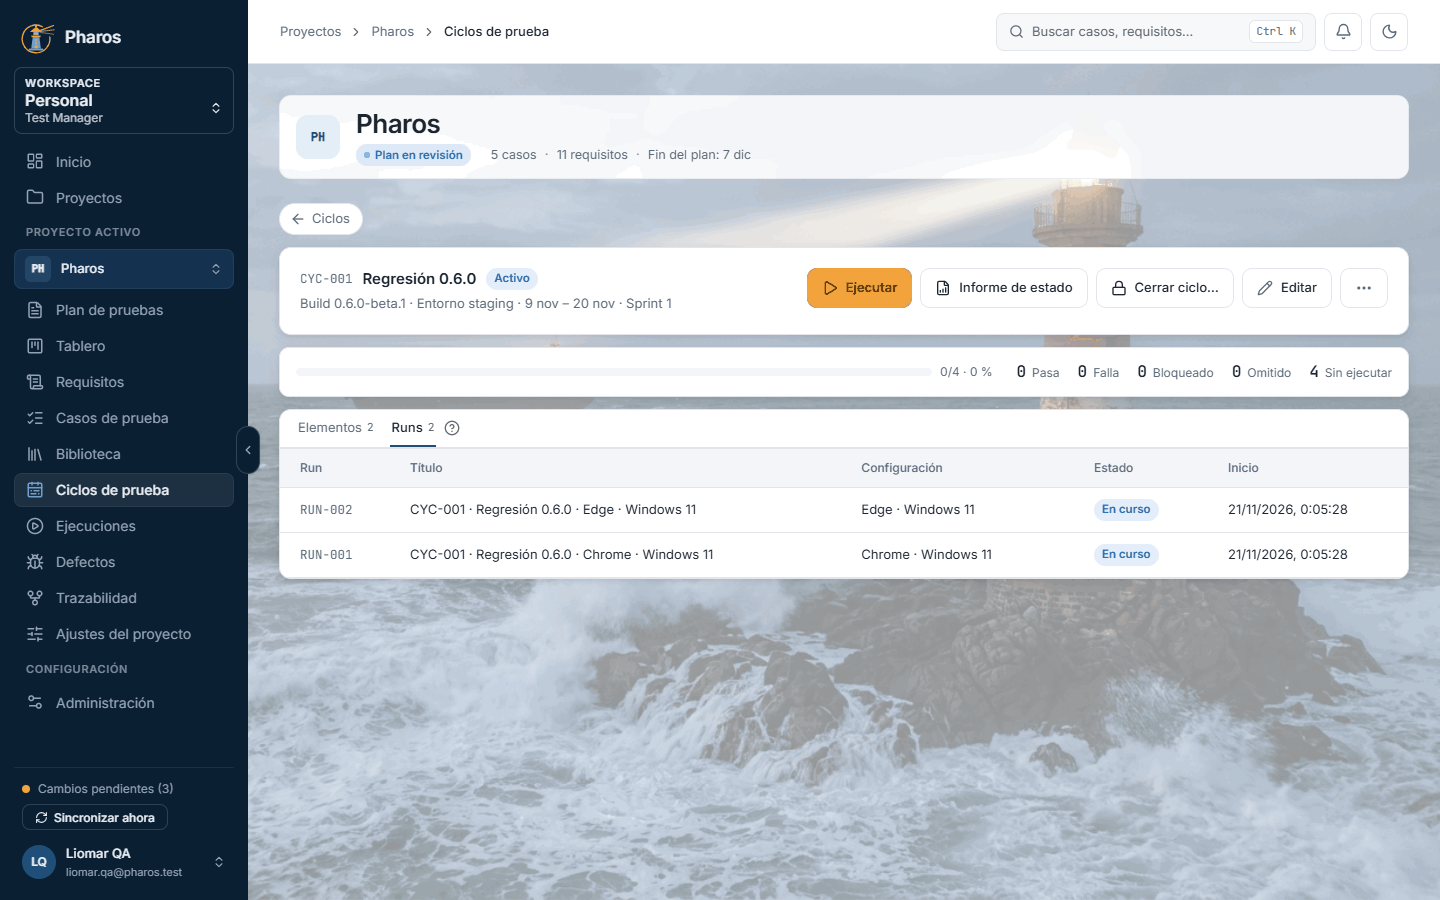 Pharos
WORKSPACE
Personal
Test Manager
Inicio
Proyectos
PROYECTO ACTIVO
PH Pharos
Plan de pruebas
Tablero
Requisitos
Casos de prueba
Biblioteca
Ciclos de prueba
Ejecuciones
Defectos
Trazabilidad
Ajustes del proyecto
CONFIGURACIÓN
Administración
Cambios pendientes (3)
Sincronizar ahora
LQ
Liomar QA
liomar.qa@pharos.test
Proyectos > Pharos > Ciclos de prueba
Buscar casos, requisitos... Ctrl K
PH
Pharos
Plan en revisión 5 casos · 11 requisitos · Fin del plan: 7 dic
Ciclos
CYC-001 Regresión 0.6.0 Activo
Build 0.6.0-beta.1 · Entorno staging · 9 nov – 20 nov · Sprint 1
Ejecutar Informe de estado Cerrar ciclo... Editar
0/4 · 0 % 0 Pasa 0 Falla 0 Bloqueado 0 Omitido 4 Sin ejecutar
Elementos 2 Runs 2
Run Título Configuración Estado Inicio
RUN-002 CYC-001 · Regresión 0.6.0 · Edge · Windows 11 Edge · Windows 11 En curso 21/11/2026, 0:05:28
RUN-001 CYC-001 · Regresión 0.6.0 · Chrome · Windows 11 Chrome · Windows 11 En curso 21/11/2026, 0:05:28